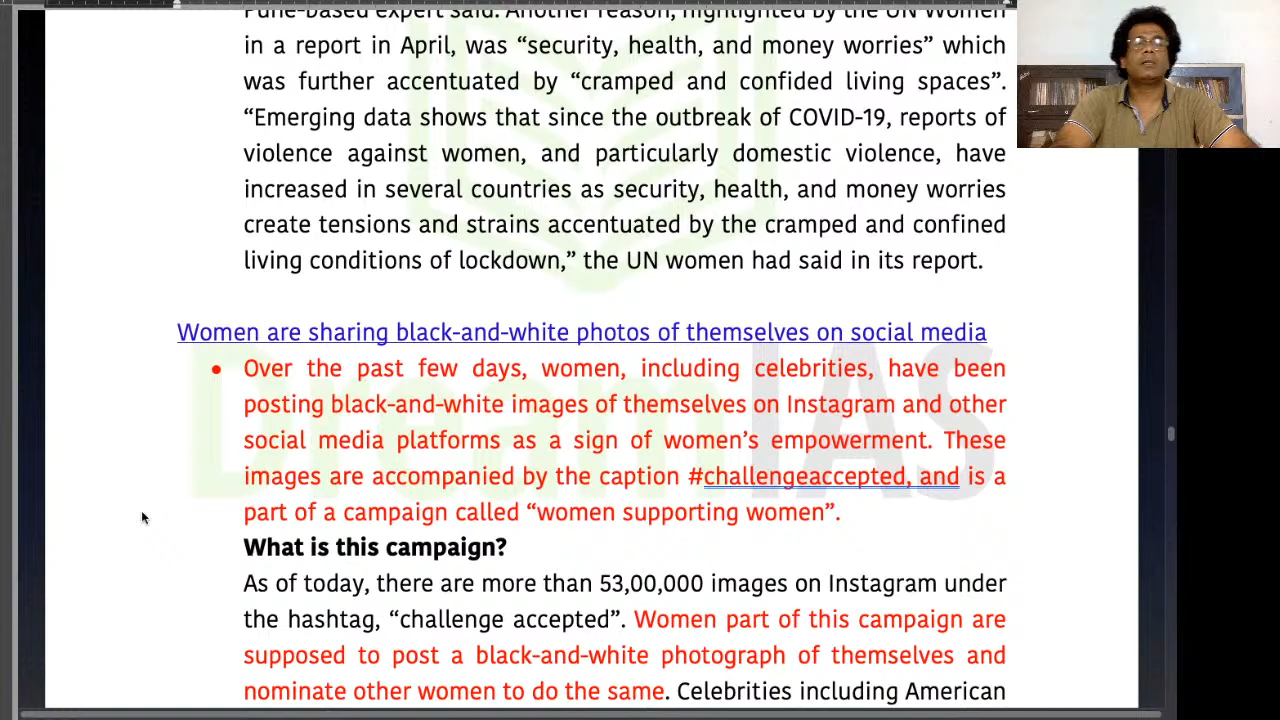 Pune-based expert said. Another reason, highlighted by the UN Women
in a report in April, was “security, health, and money worries” which
was further accentuated by “cramped and confided living spaces”.
“Emerging data shows that since the outbreak of COVID-19, reports of
violence against women, and particularly domestic violence, have
increased in several countries as security, health, and money worries
create tensions and strains accentuated by the cramped and confined
living conditions of lockdown,” the UN women had said in its report.
Women are sharing black-and-white photos of themselves on social media
• Over the past few days, women, including celebrities, have been
posting black-and-white images of themselves on Instagram and other
social media platforms as a sign of women’s empowerment. These
images are accompanied by the caption #challengeaccepted, and is a
part of a campaign called “women supporting women”.
What is this campaign?
As of today, there are more than 53,00,000 images on Instagram under
the hashtag, “challenge accepted”. Women part of this campaign are
supposed to post a black-and-white photograph of themselves and
nominate other women to do the same. Celebrities including American
DreamIAS